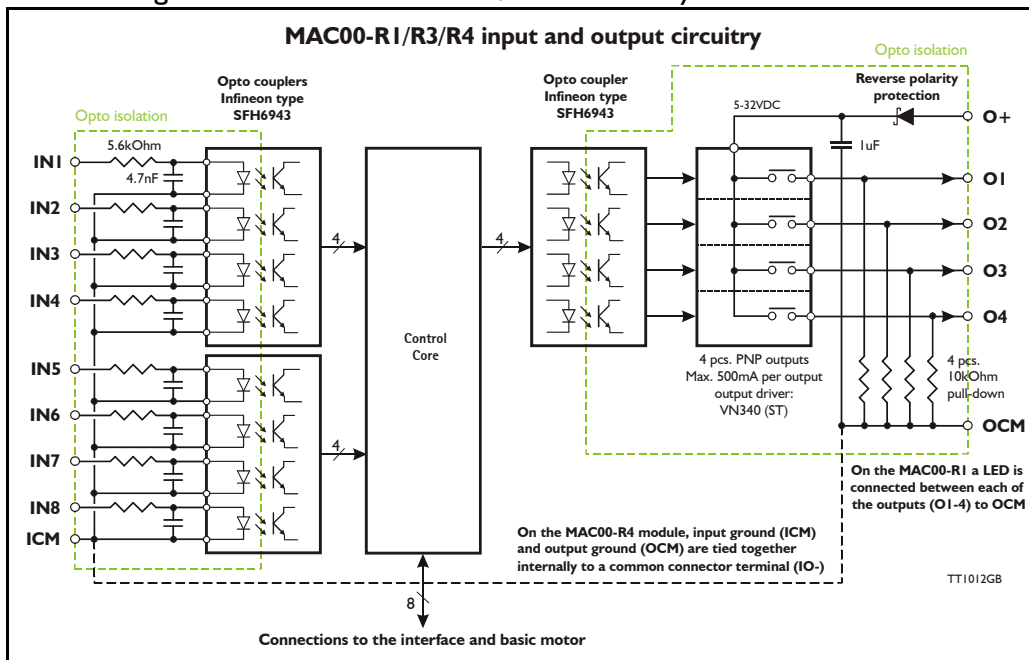 MAC00-R1/R3/R4 input and output circuitry
Opto isolation
Opto couplers
Infineon type
SFH6943
Opto coupler
Infineon type
SFH6943
Reverse polarity
protection
Opto isolation
5-32VDC
O+
1uF
5.6kOhm
4.7nF
IN1
IN2
IN3
IN4
IN5
IN6
IN7
IN8
ICM
4
4
4
Control
Core
O1
O2
O3
O4
4 pcs. PNP outputs
Max. 500mA per output
output driver:
VN340 (ST)
4 pcs.
10kOhm
pull-down
OCM
On the MAC00-R1 a LED is
connected between each of
the outputs (O1-4) to OCM
On the MAC00-R4 module, input ground (ICM)
and output ground (OCM) are tied together
internally to a common connector terminal (IO-)
TT1012GB
8
Connections to the interface and basic motor